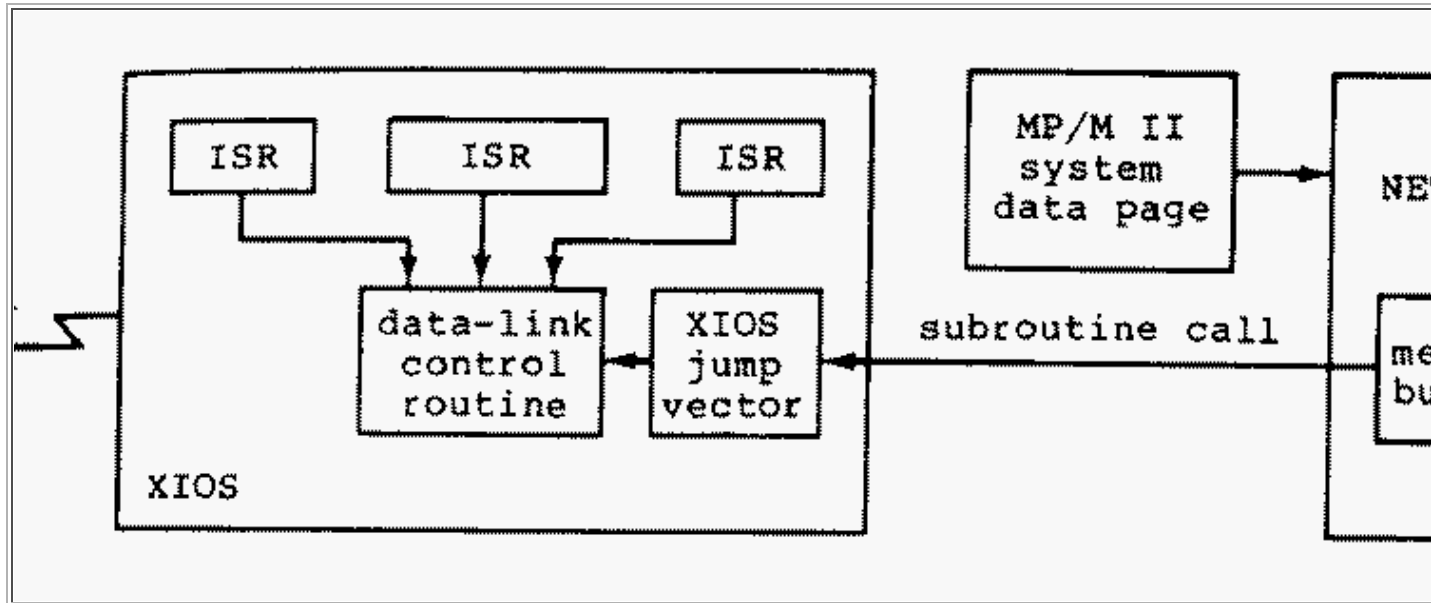 ISR
ISR
ISR
data-link
control
routine
XIOS
jump
vector
XIOS
MP/M II
system
data page
subroutine call